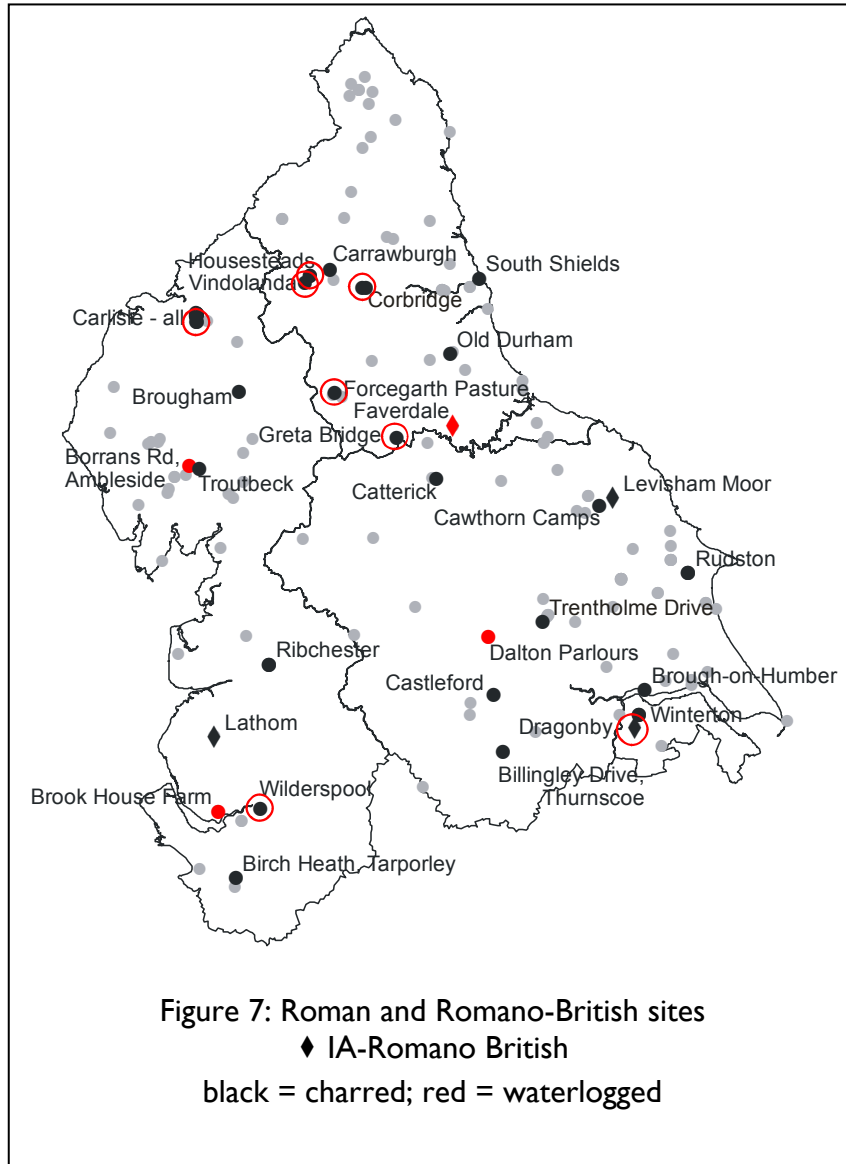 Carrawburgh
Housesteads
Vindolanda
South Shields
Corbridge
Carlisle - all
Old Durham
Brougham
Forcegarth Pasture
Faverdale
Greta Bridge
Borrans Rd,
Ambleside
Troutbeck
Catterick
Levisham Moor
Cawthorn Camps
Rudston
Trentholme Drive
Ribchester
Dalton Parlours
Castleford
Brough-on-Humber
Lathom
Dragonby
Winterton
Billingley Drive,
Thurnscoe
Brook House Farm
Wilderspool
Birch Heath, Tarporley
Figure 7: Roman and Romano-British sites
♦ IA-Romano British
black = charred; red = waterlogged